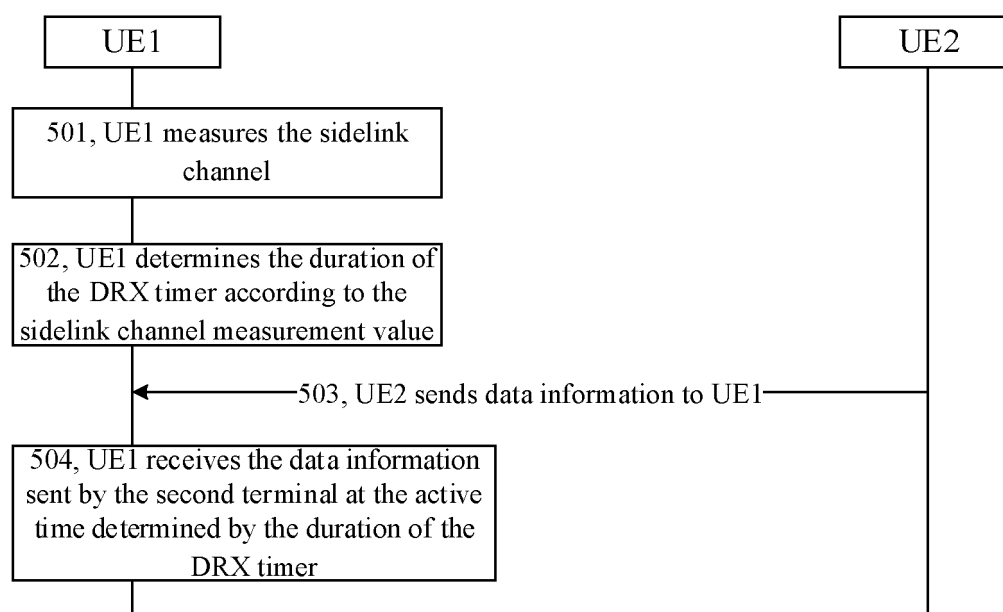 UE1
UE2
501, UE1 measures the sidelink
channel
502, UE1 determines the duration of
the DRX timer according to the
sidelink channel measurement value
503, UE2 sends data information to UE1
504, UE1 receives the data information
sent by the second terminal at the active
time determined by the duration of the
DRX timer